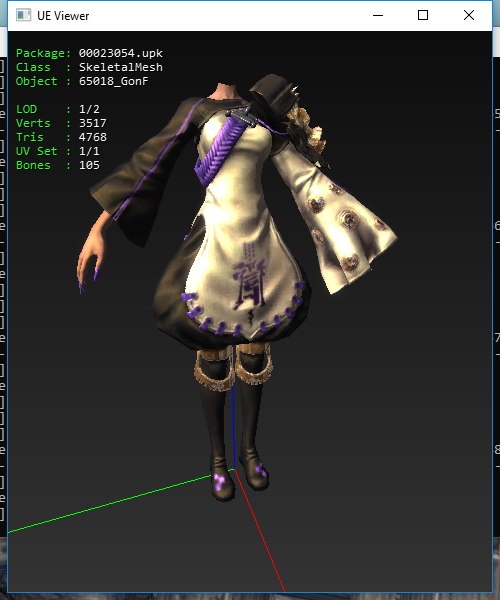 UE Viewer
Package: 00023054.upk
Class : SkeletalMesh
Object : 65018_GonF
LOD : 1/2
Verts : 3517
Tris : 4768
UV Set : 1/1
Bones : 105